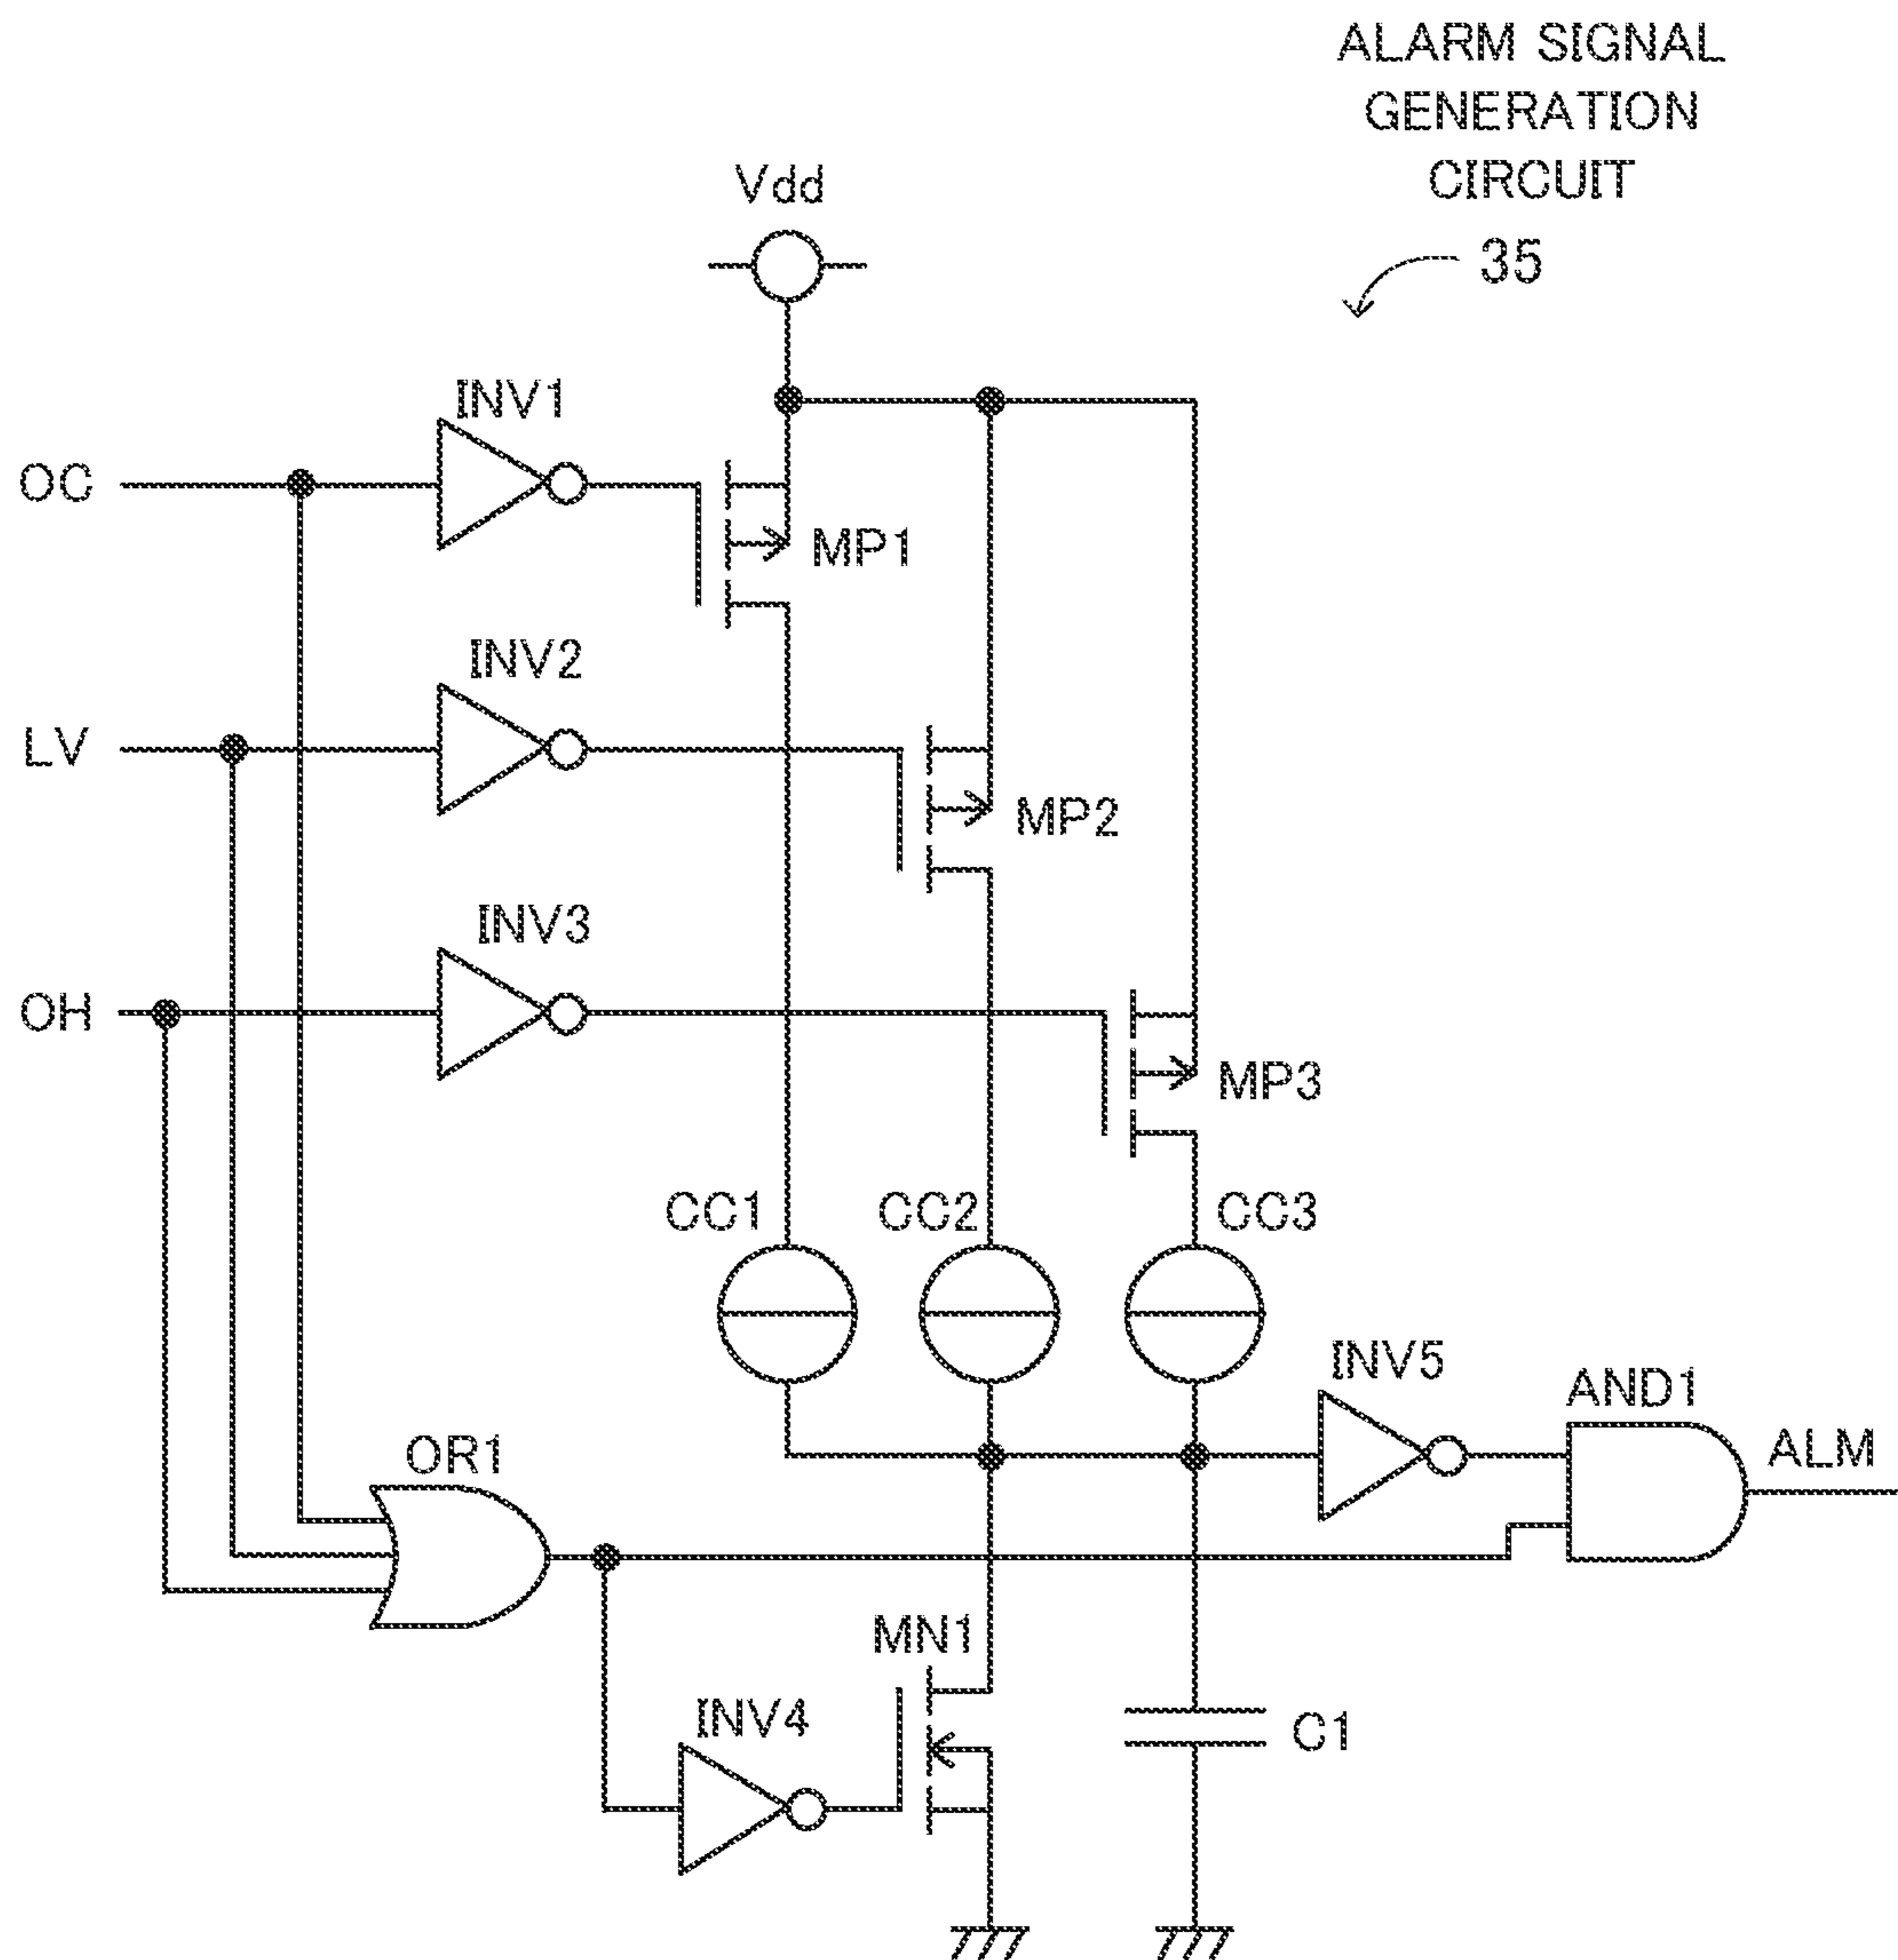 ALARM SIGNAL
GENERATION
CIRCUIT
35
Vdd
INV1
OC
MP1
INV2
LV
MP2
INV3
OH
MP3
CC1
CC2
CC3
INV5
AND1
ALM
OR1
MN1
INV4
C1